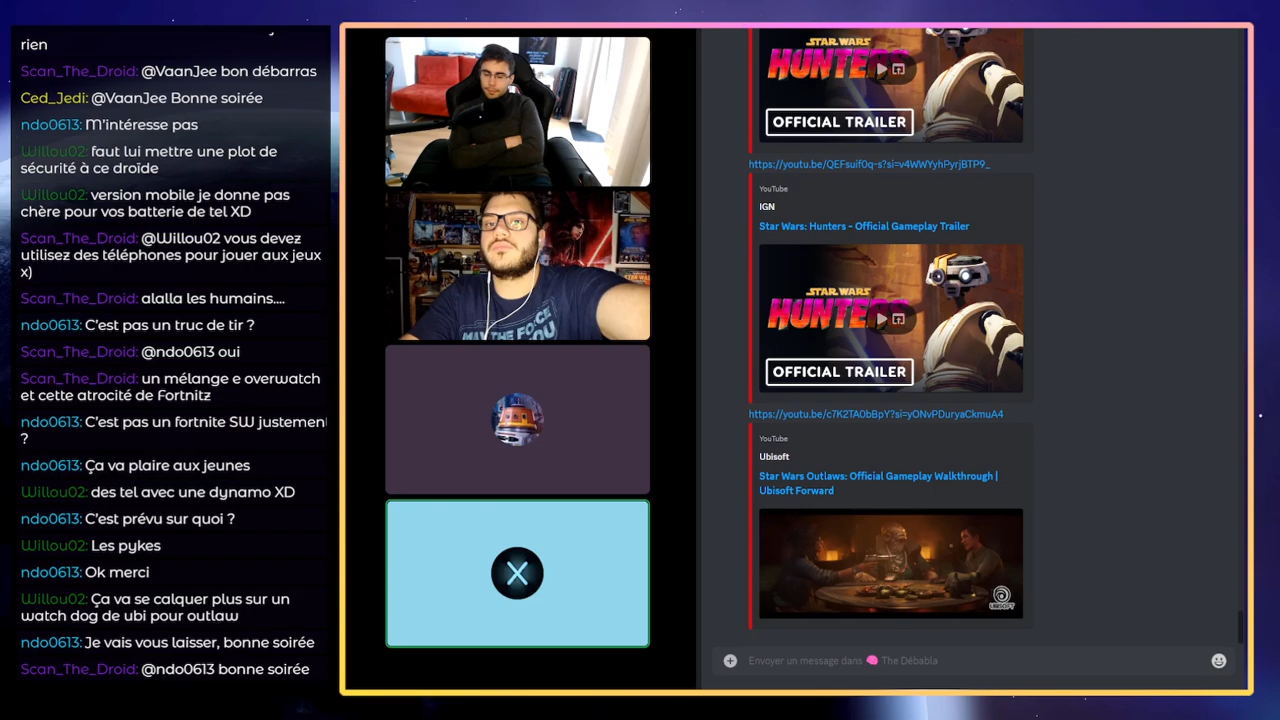 rien
Scan_The_Droid: @VaanJee bon débarras
Ced_Jedi: @VaanJee Bonne soirée
ndo0613: M'intéresse pas
Willou02: faut lui mettre une plot de
sécurité à ce droïde
Willou02: version mobile je donne pas
chère pour vos batterie de tel XD
Scan_The_Droid: @Willou02 vous devez
utilisez des téléphones pour jouer aux jeux
x)
Scan_The_Droid: alalla les humains....
ndo0613: C'est pas un truc de tir ?
Scan_The_Droid: @ndo0613 oui
Scan_The_Droid: un mélange e overwatch
et cette atrocité de Fortnitz
ndo0613: C'est pas un fortnite SW justement
?
ndo0613: Ça va plaire aux jeunes
Willou02: des tel avec une dynamo XD
ndo0613: C'est prévu sur quoi ?
Willou02: Les pykes
ndo0613: Ok merci
Willou02: Ça va se calquer plus sur un
watch dog de ubi pour outlaw
ndo0613: Je vais vous laisser, bonne soirée
Scan_The_Droid: @ndo0613 bonne soirée
MAY THE FORCE
YOU
STAR WARS
HUNTERS
OFFICIAL TRAILER
https://youtu.be/QEFsuif0q-s?si=v4WWYyhPyrjBTP9_
YouTube
IGN
Star Wars: Hunters - Official Gameplay Trailer
STAR WARS
HUNTERS
OFFICIAL TRAILER
https://youtu.be/c7K2TA0bBpY?si=yONvPDuryaCkmuA4
YouTube
Ubisoft
Star Wars Outlaws: Official Gameplay Walkthrough |
Ubisoft Forward
UBISOFT
Envoyer un message dans 🧠 The Débabla